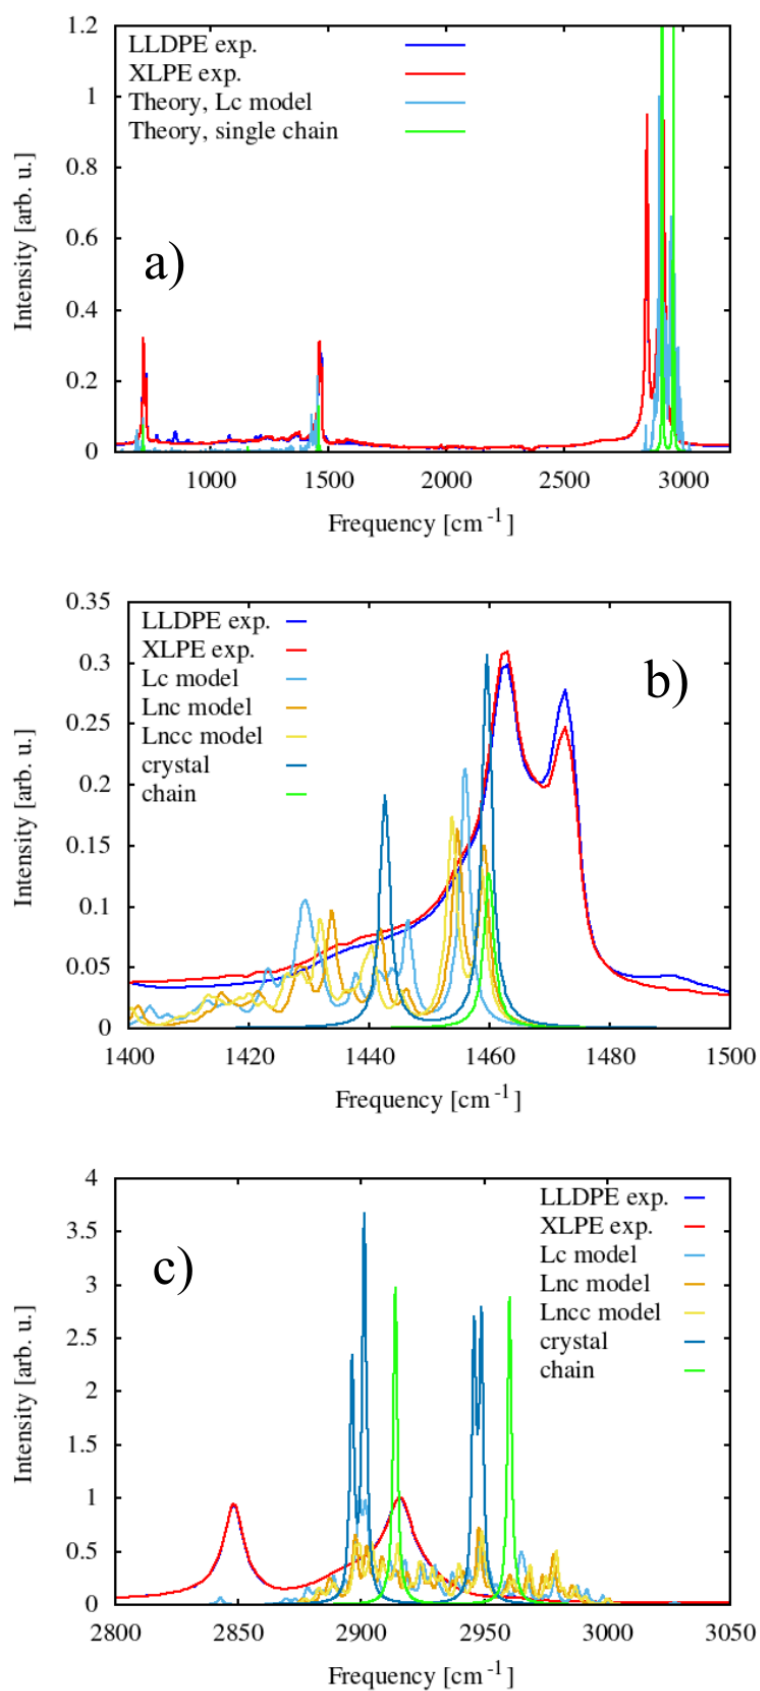 1.2
LLDPE exp.
XLPE exp.
1
Theory, Lc model
Theory, single chain
0.8
Intensity [arb. u.]
a)
0.6
0.4
0.2
0
1000 1500 2000 2500 3000
Frequency [cm-1]
0.35
LLDPE exp.
XLPE exp.
0.3
b)
Lc model
Lnc model
0.25
Lncc model
crystal
0.2
chain
Intensity [arb. u.]
0.15
0.1
0.05
0
1400 1420 1440 1460 1480 1500
Frequency [cm-1]
4
LLDPE exp.
XLPE exp.
3.5
c)
Lc model
3
Lnc model
Lncc model
2.5
crystal
chain
2
Intensity [arb. u.]
1.5
1
0.5
0
2800 2850 2900 2950 3000 3050
Frequency [cm-1]